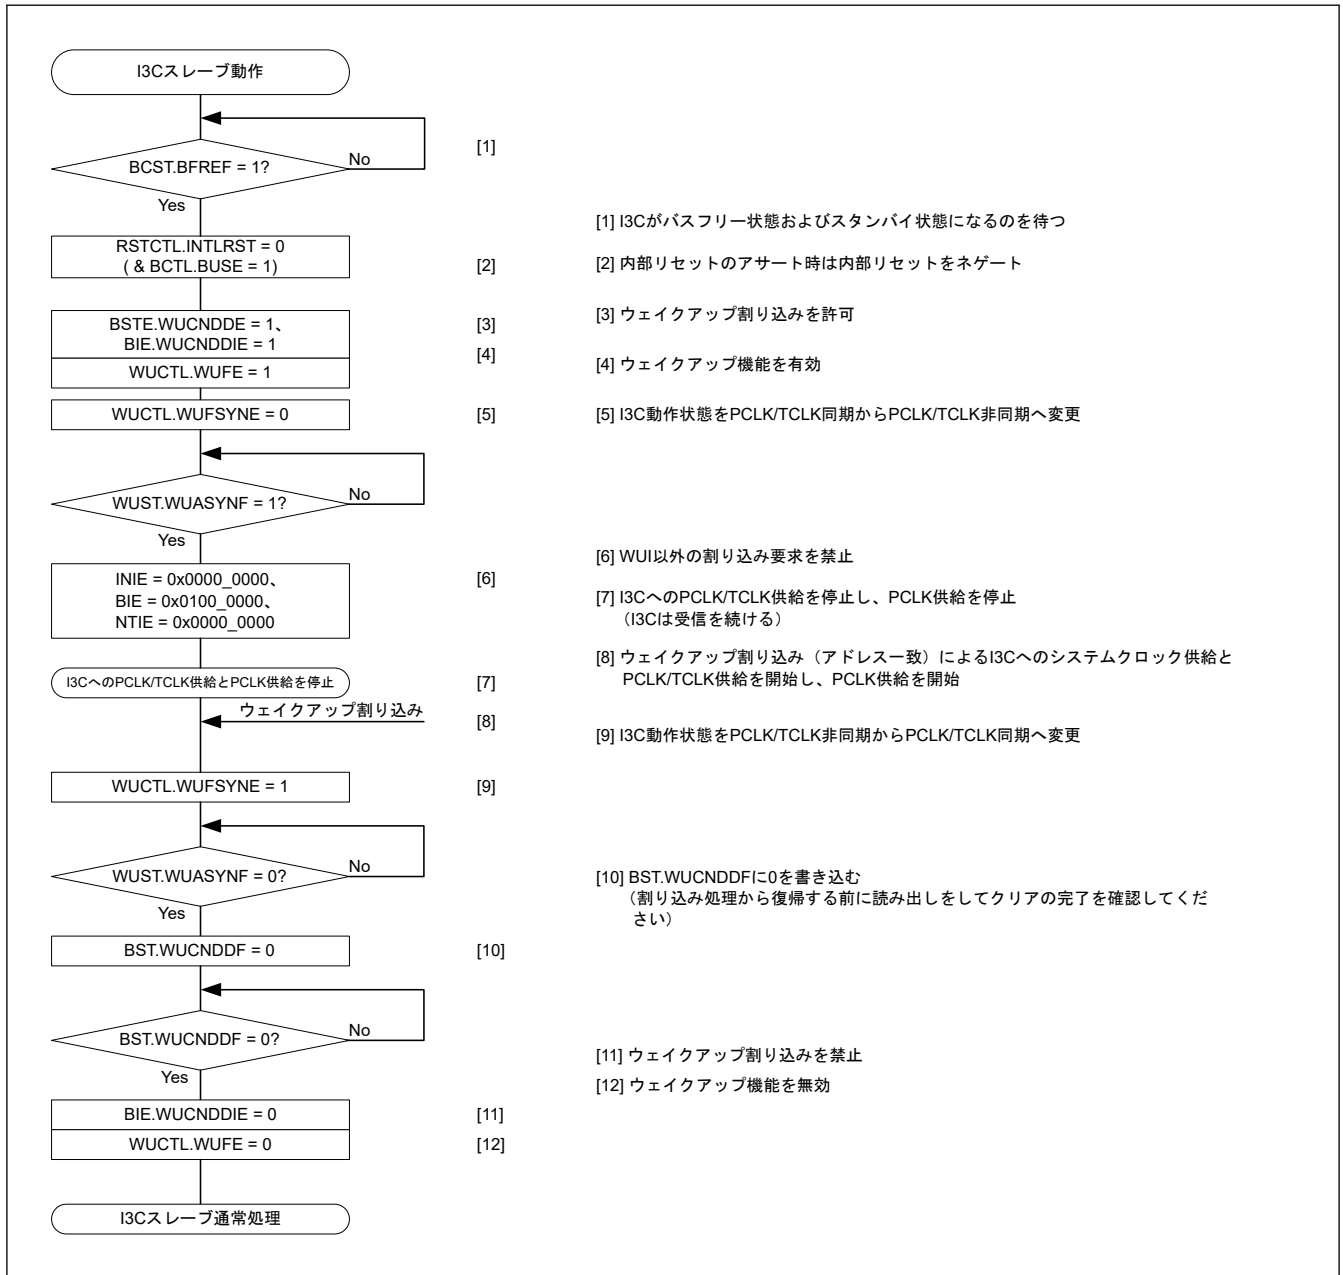 I3Cスレーブ動作
BCST.BFREF = 1?
No
[1]
Yes
[1] I3Cがバスフリー状態およびスタンバイ状態になるのを待つ
RSTCTL.INTLRST = 0
( & BCTL.BUSE = 1)
[2]
[2] 内部リセットのアサート時は内部リセットをネゲート
BSTE.WUCNDDE = 1、
BIE.WUCNDDIE = 1
[3]
[3] ウェイクアップ割り込みを許可
WUCTL.WUFE = 1
[4]
[4] ウェイクアップ機能を有効
WUCTL.WUFSYNE = 0
[5]
[5] I3C動作状態をPCLK/TCLK同期からPCLK/TCLK非同期へ変更
WUST.WUASYNF = 1?
No
Yes
[6] WUI以外の割り込み要求を禁止
INIE = 0x0000_0000、
BIE = 0x0100_0000、
NTIE = 0x0000_0000
[6]
[7] I3CへのPCLK/TCLK供給を停止し、PCLK供給を停止
（I3Cは受信を続ける）
[8] ウェイクアップ割り込み（アドレス一致）によるI3Cへのシステムクロック供給と
PCLK/TCLK供給を開始し、PCLK供給を開始
I3CへのPCLK/TCLK供給とPCLK供給を停止
[7]
ウェイクアップ割り込み
[8]
[9] I3C動作状態をPCLK/TCLK非同期からPCLK/TCLK同期へ変更
WUCTL.WUFSYNE = 1
[9]
WUST.WUASYNF = 0?
No
Yes
[10] BST.WUCNDDFに0を書き込む
（割り込み処理から復帰する前に読み出しをしてクリアの完了を確認してくだ
さい）
BST.WUCNDDF = 0
[10]
BST.WUCNDDF = 0?
No
Yes
[11] ウェイクアップ割り込みを禁止
[12] ウェイクアップ機能を無効
BIE.WUCNDDIE = 0
[11]
WUCTL.WUFE = 0
[12]
I3Cスレーブ通常処理